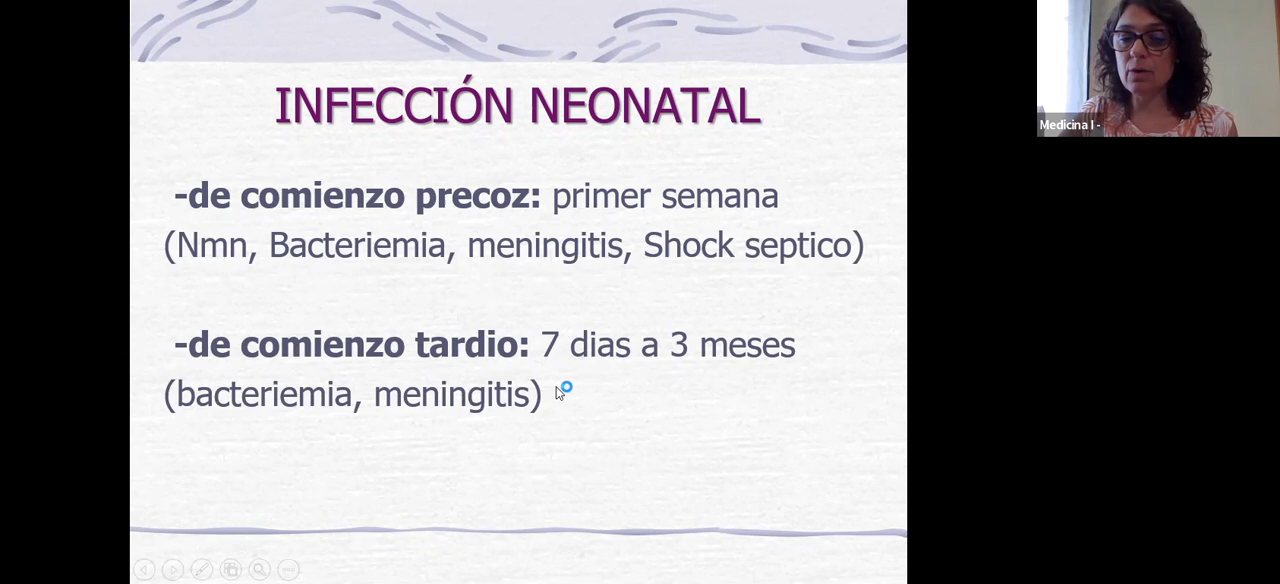 INFECCIÓN NEONATAL
-de comienzo precoz: primer semana
(Nmn, Bacteriemia, meningitis, Shock septico)
-de comienzo tardio: 7 dias a 3 meses
(bacteriemia, meningitis)
Medicina I -